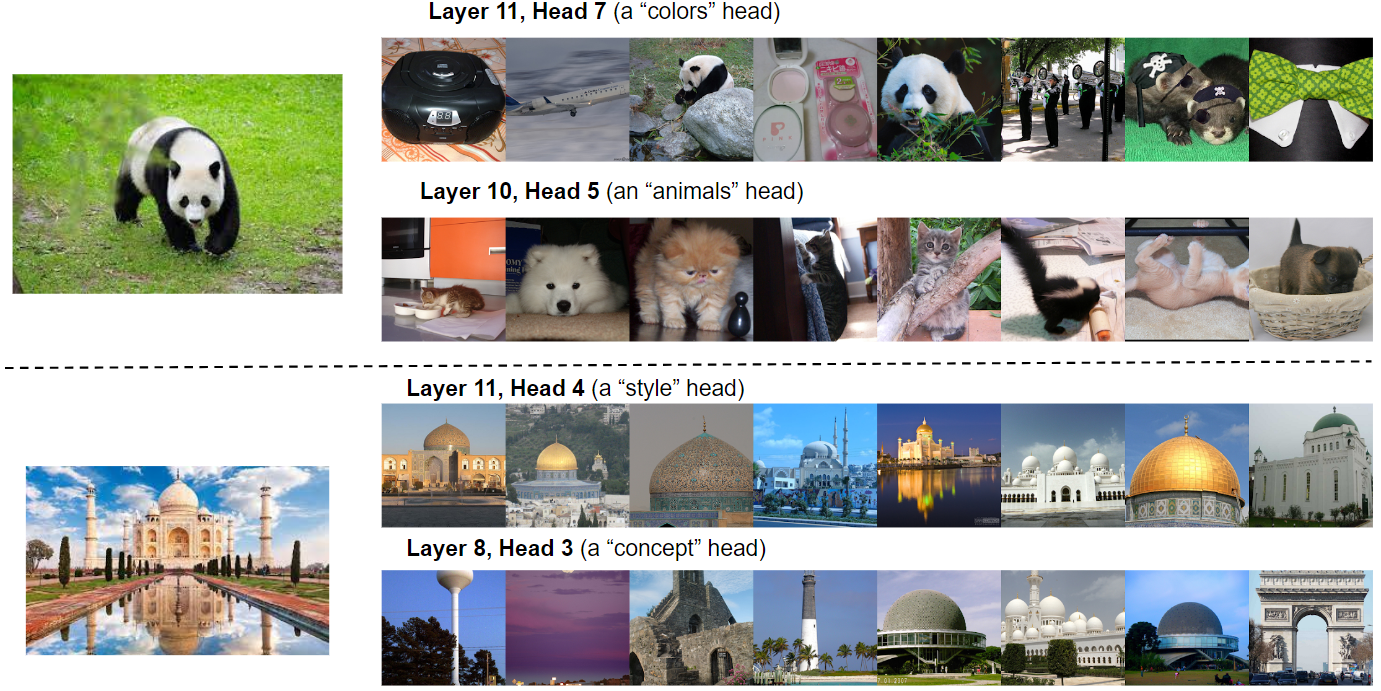 Layer 11, Head 7 (a “colors” head)
Layer 10, Head 5 (an “animals” head)
Layer 11, Head 4 (a “style” head)
Layer 8, Head 3 (a “concept” head)